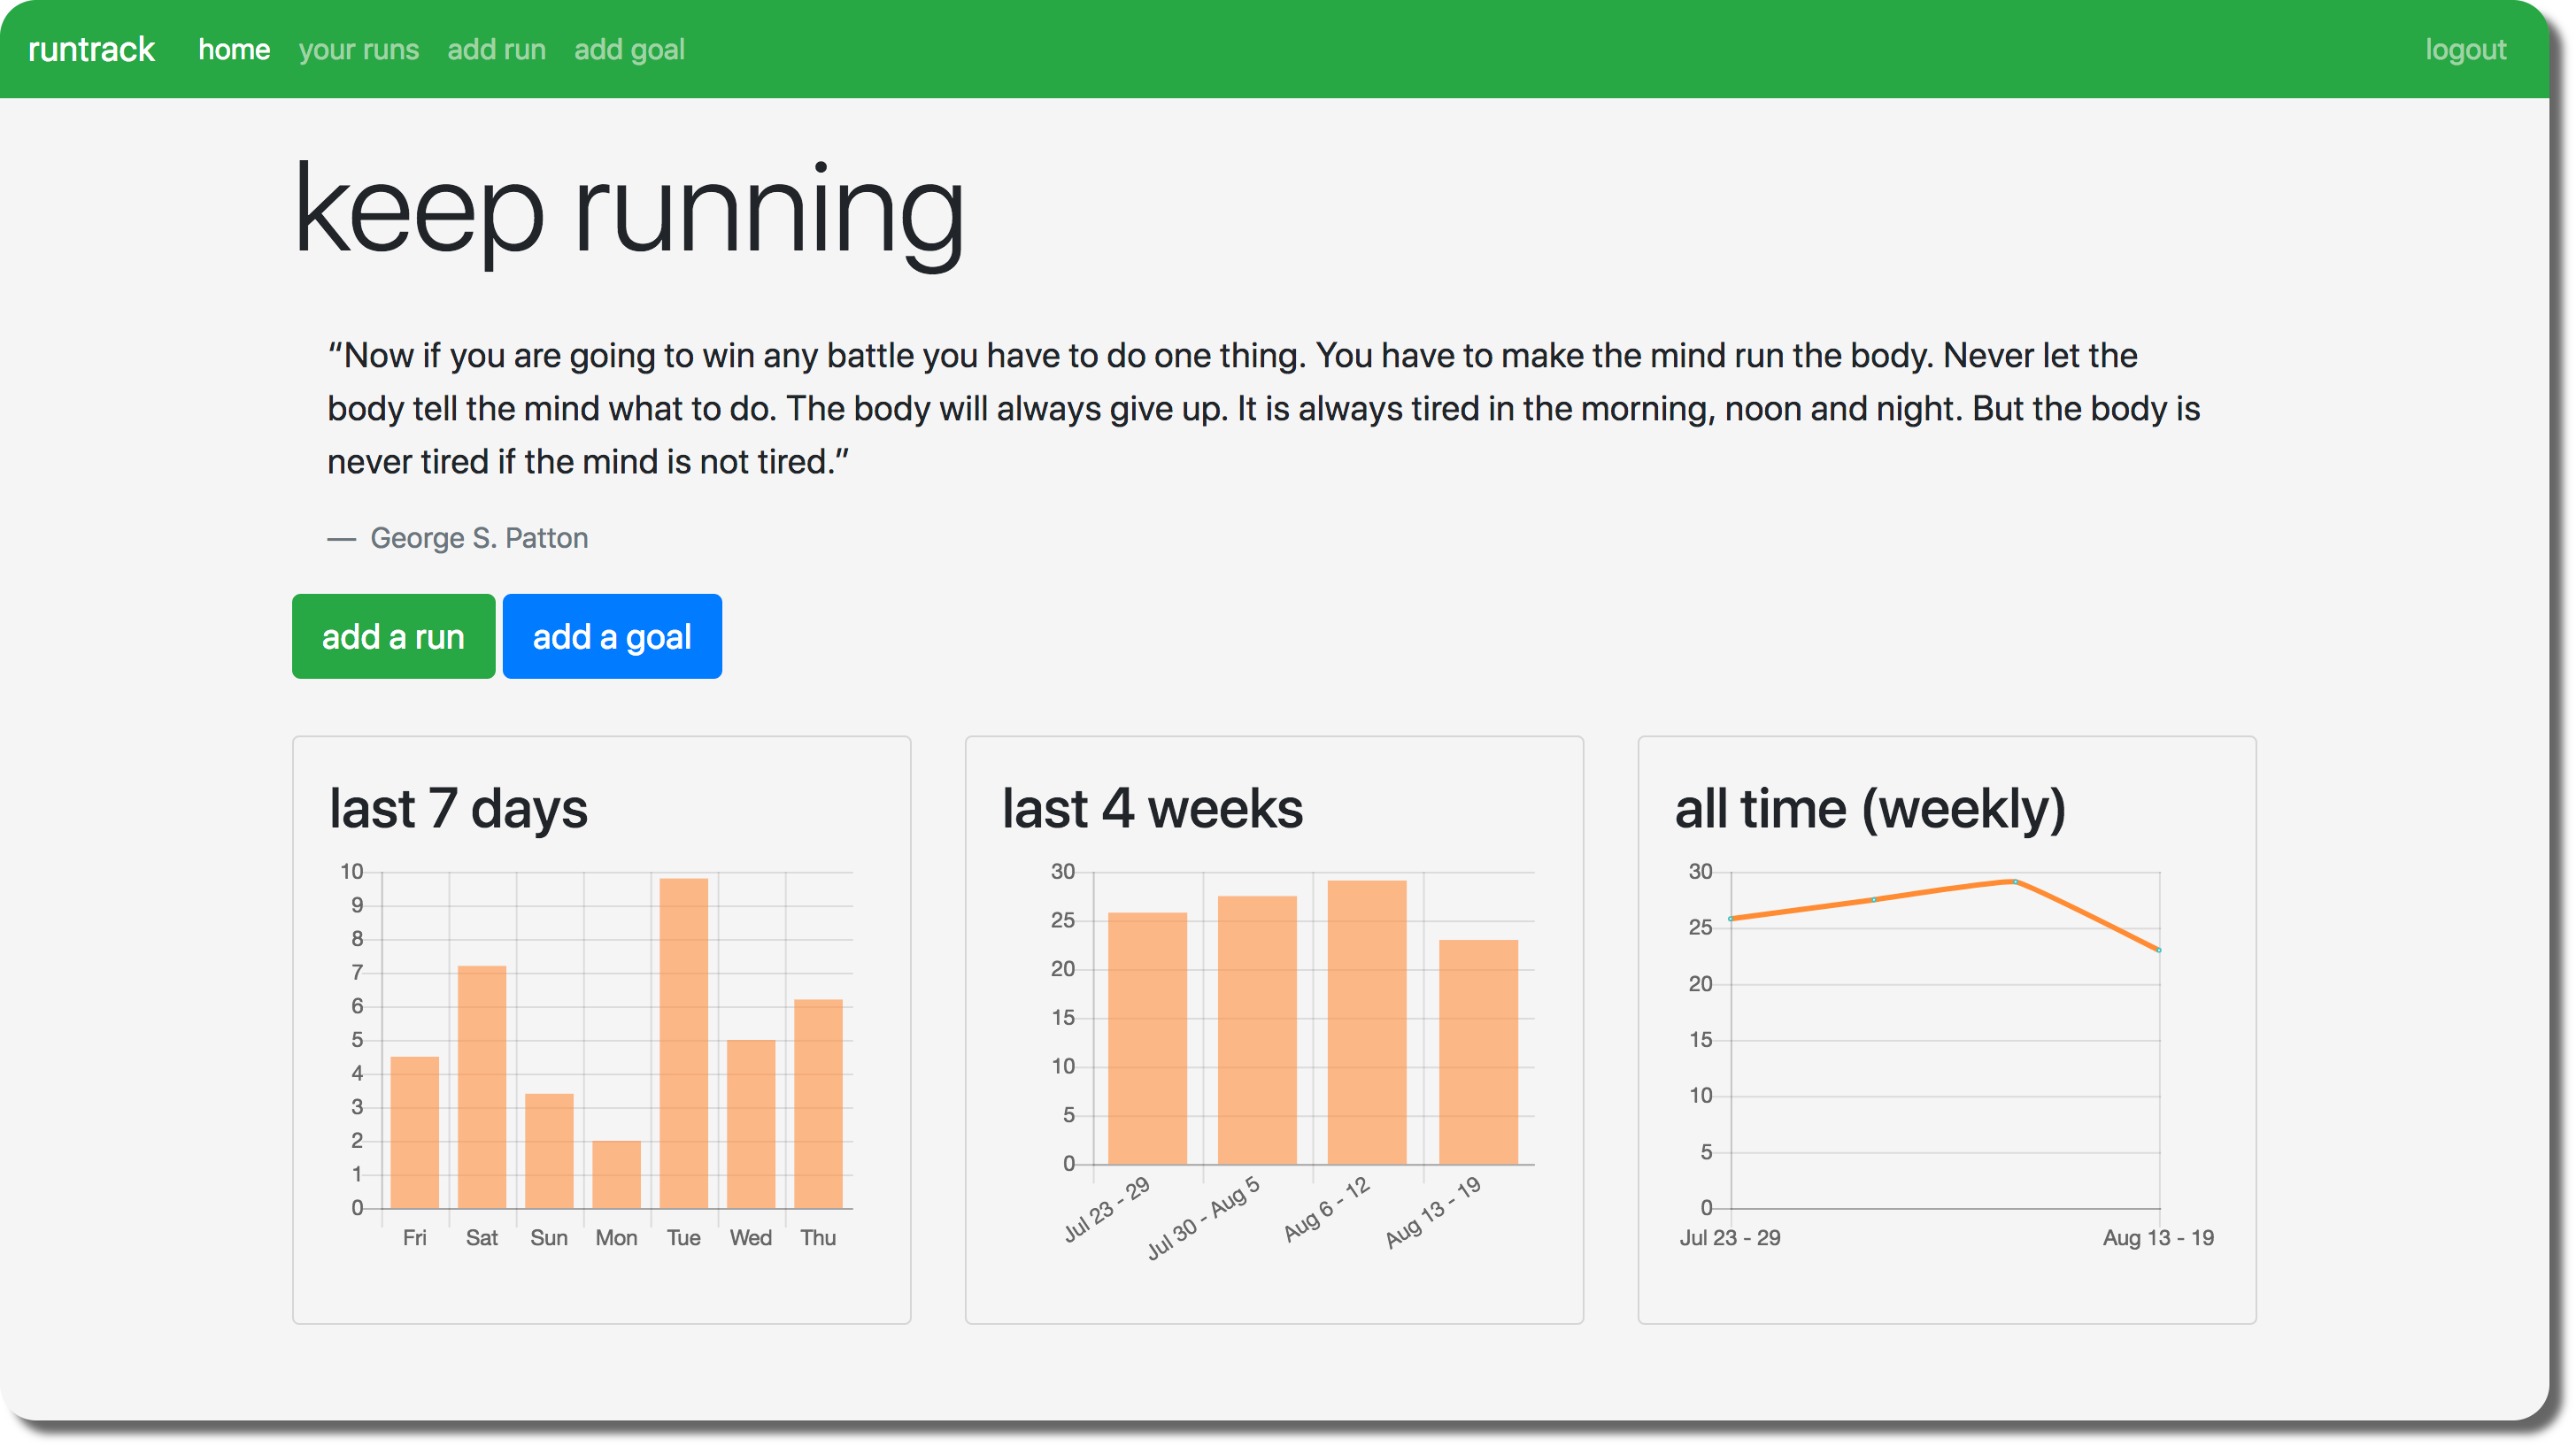 runtrack home your runs add run add goal logout
keep running
“Now if you are going to win any battle you have to do one thing. You have to make the mind run the body. Never let the
body tell the mind what to do. The body will always give up. It is always tired in the morning, noon and night. But the body is
never tired if the mind is not tired.”
— George S. Patton
add a run add a goal
last 7 days
10
9
8
7
6
5
4
3
2
1
0
Fri Sat Sun Mon Tue Wed Thu
last 4 weeks
30
25
20
15
10
5
0
Jul 23 - 29
Jul 30 - Aug 5
Aug 6 - 12
Aug 13 - 19
all time (weekly)
30
25
20
15
10
5
0
Jul 23 - 29 Aug 13 - 19